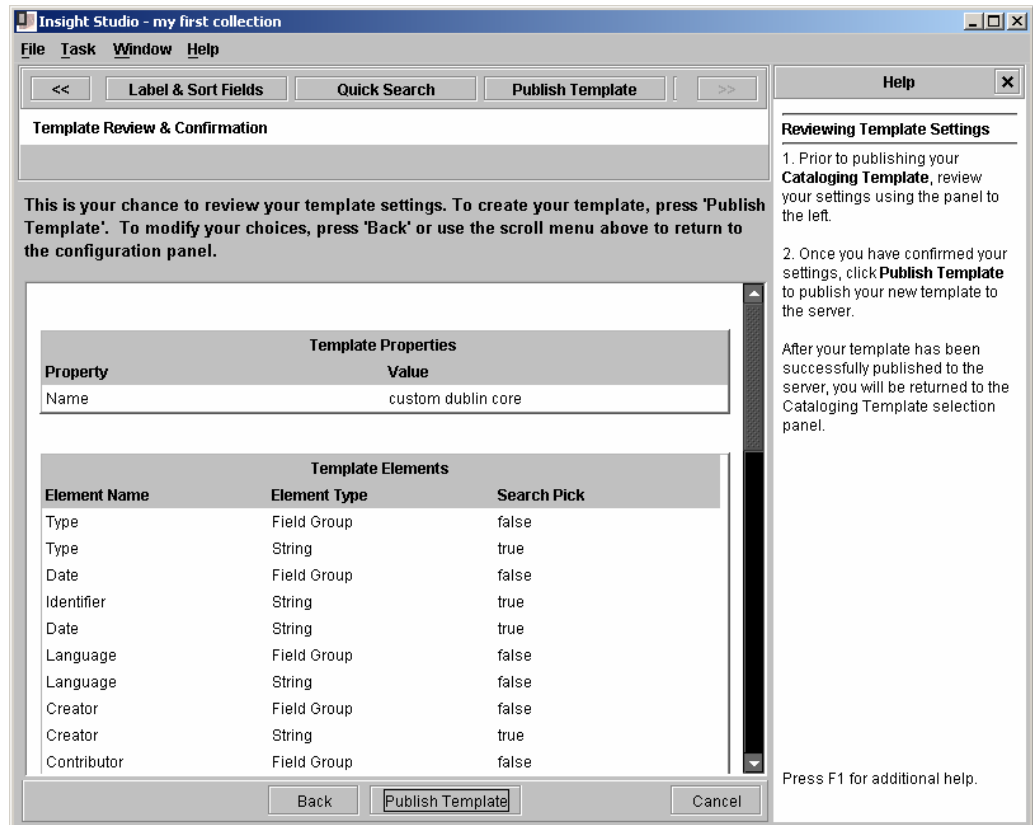 Insight Studio - my first collection
File Task Window Help
<< Label & Sort Fields Quick Search Publish Template >>
Template Review & Confirmation
This is your chance to review your template settings. To create your template, press 'Publish
Template'. To modify your choices, press 'Back' or use the scroll menu above to return to
the configuration panel.
Template Properties
Property Value
Name custom dublin core
Template Elements
Element Name Element Type Search Pick
Type Field Group false
Type String true
Date Field Group false
Identifier String true
Date String true
Language Field Group false
Language String false
Creator Field Group false
Creator String true
Contributor Field Group false
Back Publish Template Cancel
Help
Reviewing Template Settings
1. Prior to publishing your
Cataloging Template, review
your settings using the panel to
the left.
2. Once you have confirmed your
settings, click Publish Template
to publish your new template to
the server.
After your template has been
successfully published to the
server, you will be returned to the
Cataloging Template selection
panel.
Press F1 for additional help.